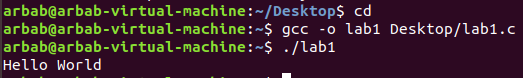 arbab@arbab-virtual-machine:~/Desktop$ cd
arbab@arbab-virtual-machine:~$ gcc -o lab1 Desktop/lab1.c
arbab@arbab-virtual-machine:~$ ./lab1
Hello World